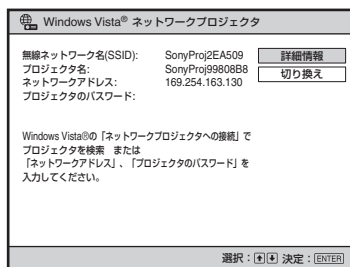 Windows Vista® ネットワークプロジェクタ
無線ネットワーク名(SSID): SonyProj2EA509 詳細情報
プロジェクタ名: SonyProj99808B8 切り換え
ネットワークアドレス: 169.254.163.130
プロジェクタのパスワード:
Windows Vista®の「ネットワークプロジェクタへの接続」で
プロジェクタを検索 または
「ネットワークアドレス」、「プロジェクタのパスワード」を
入力してください。
選択：↑↓ 決定：ENTER